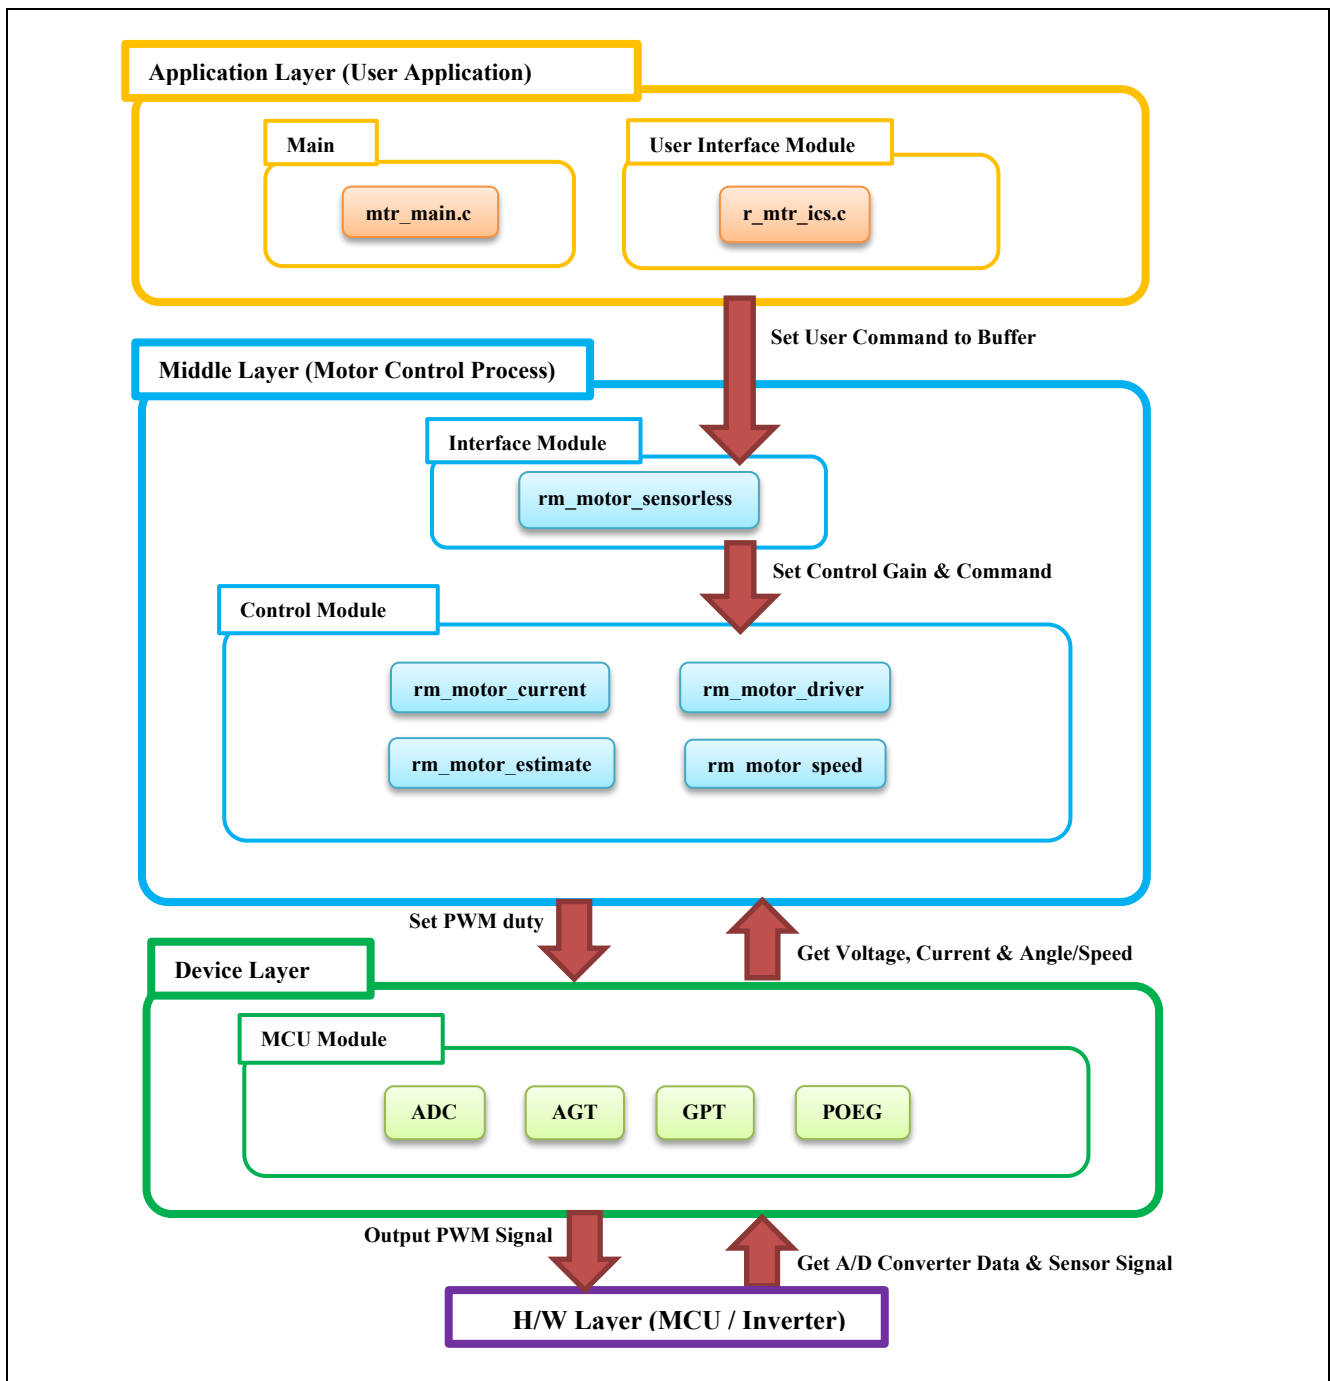 Application Layer (User Application)
Main
User Interface Module
mtr_main.c
r_mtr_ics.c
Set User Command to Buffer
Middle Layer (Motor Control Process)
Interface Module
rm_motor_sensorless
Set Control Gain & Command
Control Module
rm_motor_current
rm_motor_driver
rm_motor_estimate
rm_motor_speed
Set PWM duty
Get Voltage, Current & Angle/Speed
Device Layer
MCU Module
ADC
AGT
GPT
POEG
Output PWM Signal
Get A/D Converter Data & Sensor Signal
H/W Layer (MCU / Inverter)